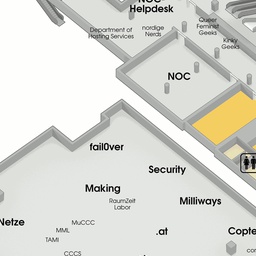 NOC
Helpdesk
Department of
Hosting Services
nordige
Nerds
Queer
Feminist
Geeks
Kinky
Geeks
NOC
fail0ver
Security
Making
RaumZeit
Labor
Milliways
Netze
MuCCC
MML
TAMI
.at
Copte
CCCS